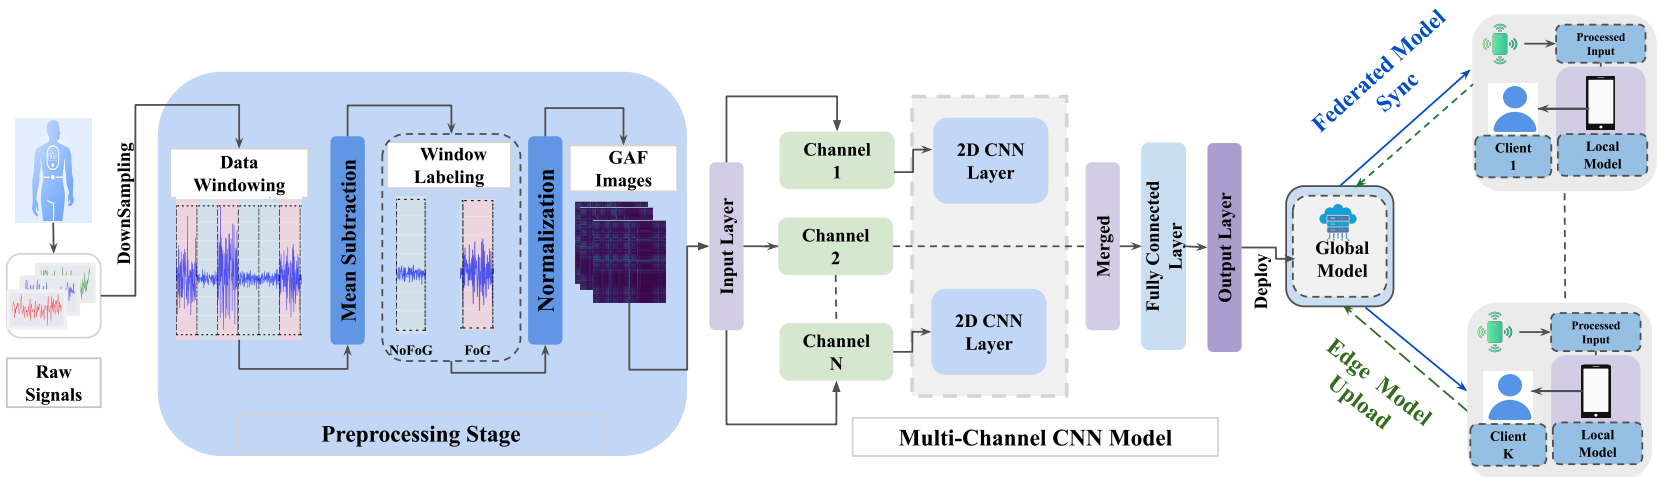 Raw
Signals
DownSampling
Data
Windowing
Mean Subtraction
Window
Labeling
NoFoG
FoG
Normalization
GAF
Images
Preprocessing Stage
Input Layer
Channel
1
Channel
2
Channel
N
2D CNN
Layer
2D CNN
Layer
Merged
Fully Connected
Layer
Output Layer
Multi-Channel CNN Model
Deploy
Global
Model
Federated Model
Sync
Edge Model
Upload
Processed
Input
Client
1
Local
Model
Processed
Input
Client
K
Local
Model